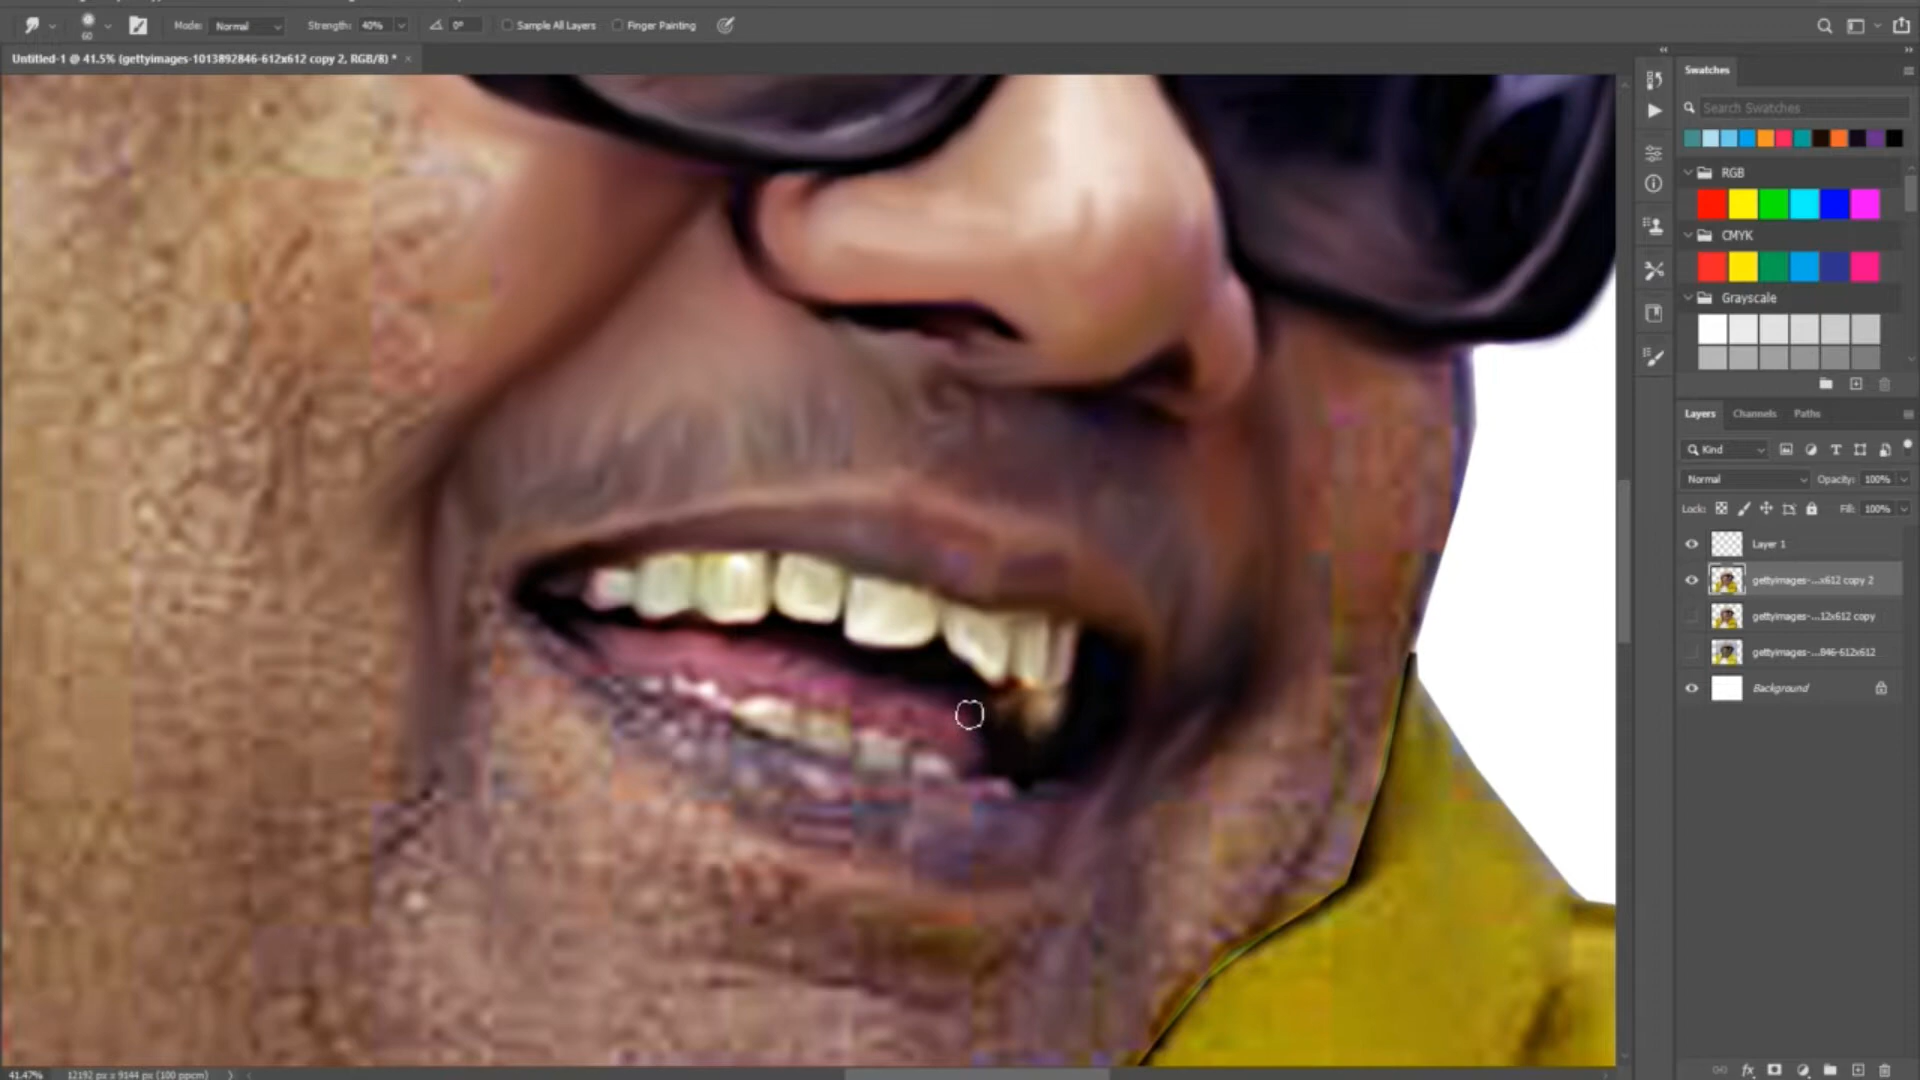 Mode: Normal Strength: 40% 0° Sample All Layers Finger Painting
60
Untitled-1 @ 41.5% (gettyimages-1013892846-612x612 copy 2, RGB/8) * ×
Swatches
Search Swatches
RGB
CMYK
Grayscale
Layers Channels Paths
Kind
Normal Opacity: 100%
Lock: Fill: 100%
Layer 1
gettyimages-...x612 copy 2
gettyimages-...12x612 copy
gettyimages-...846-612x612
Background
41.47% 12192 px x 9144 px (100 ppcm)
fx